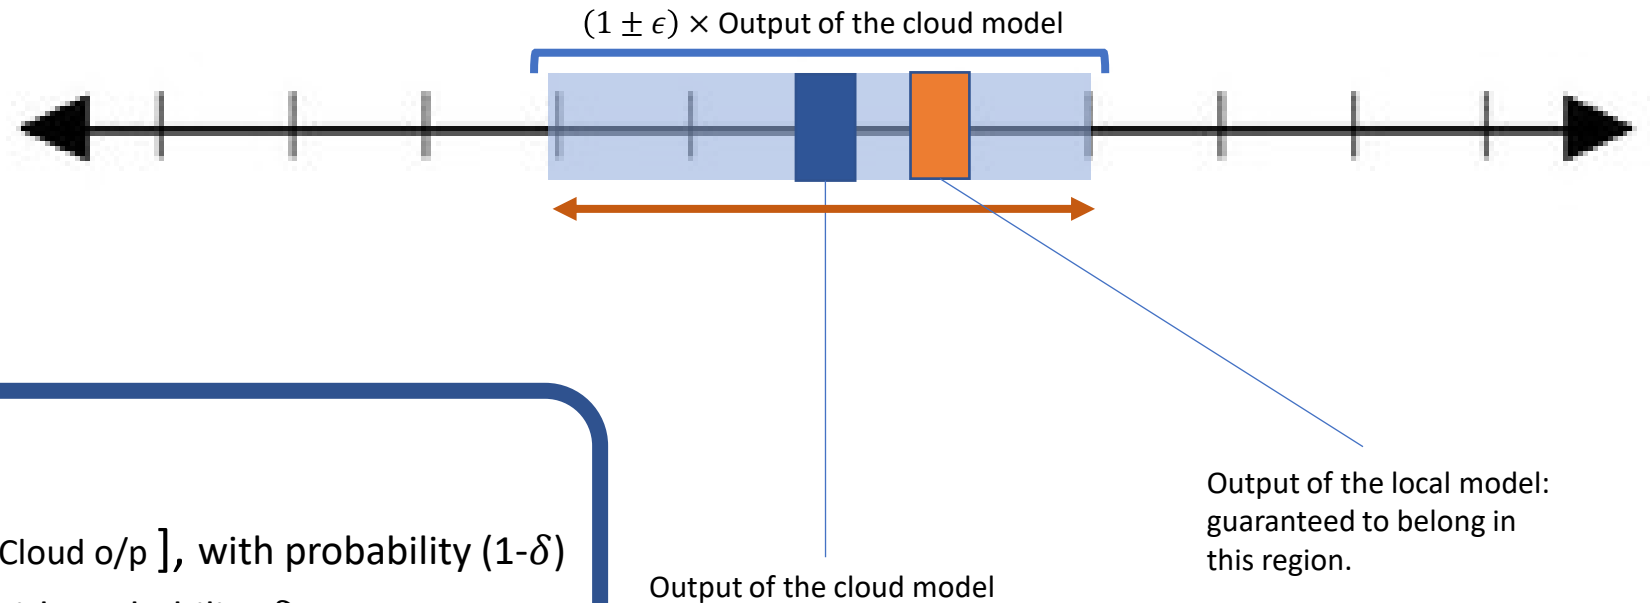 (1 ± ϵ) × Output of the cloud model
Output of the local model:
guaranteed to belong in
this region.
Cloud o/p ], with probability (1-δ)
Output of the cloud model